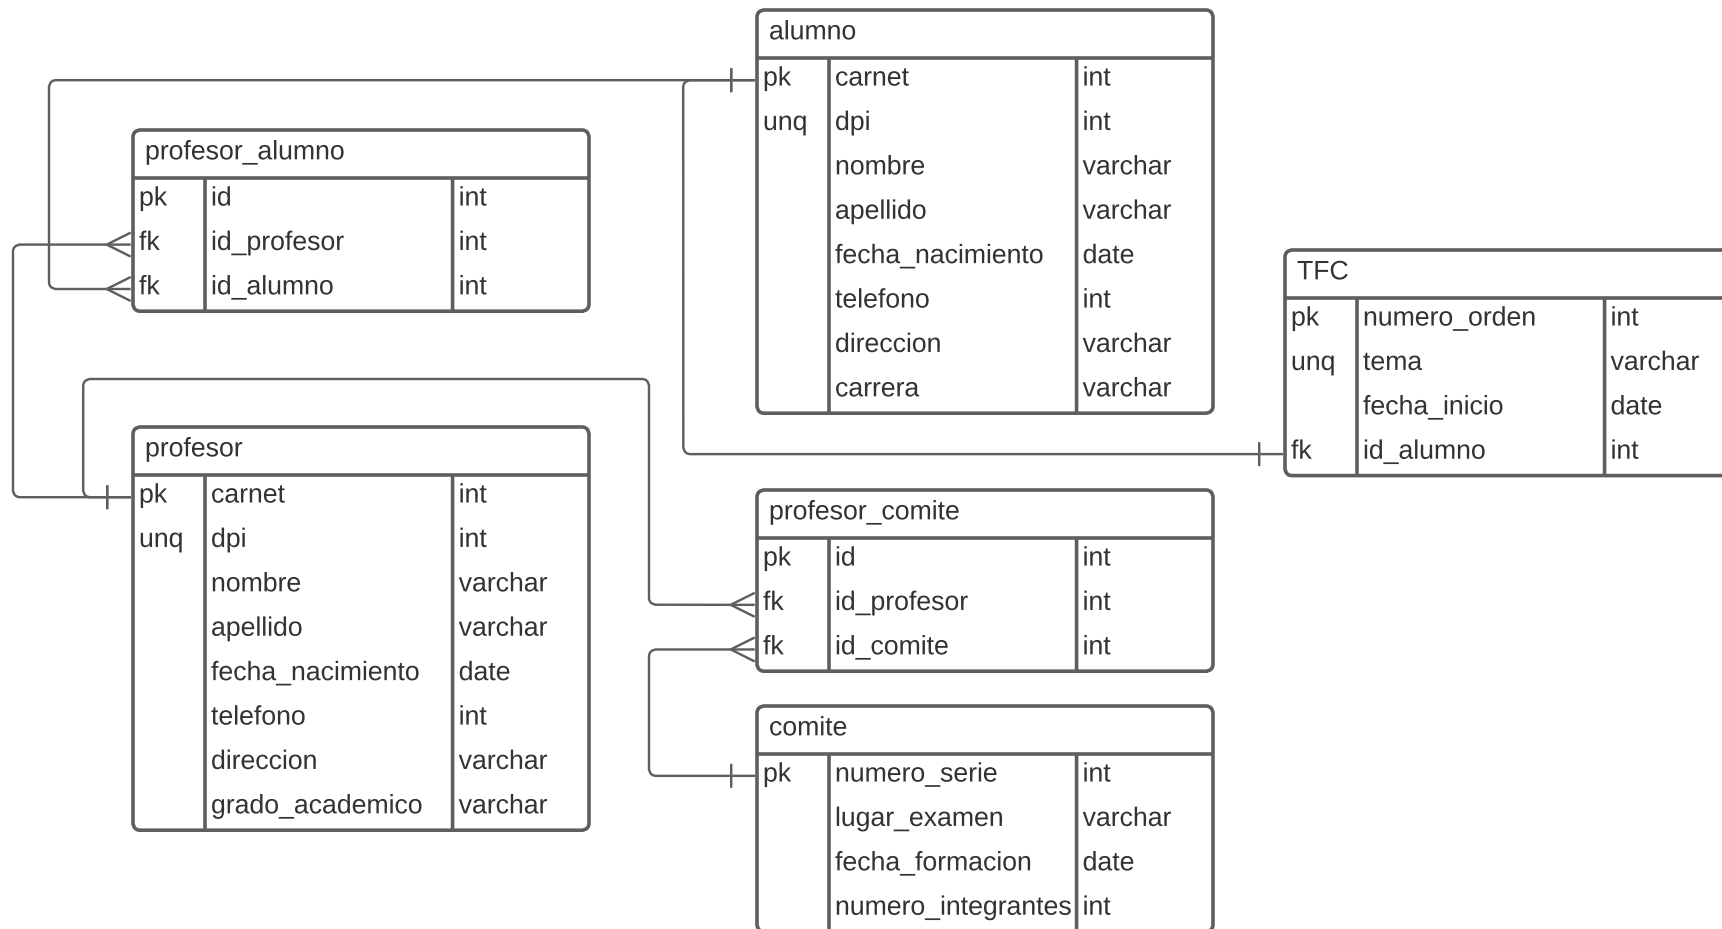 alumno
pk carnet int
unq dpi int
nombre varchar
apellido varchar
fecha_nacimiento date
telefono int
direccion varchar
carrera varchar
profesor_alumno
pk id int
fk id_profesor int
fk id_alumno int
TFC
pk numero_orden int
unq tema varchar
fecha_inicio date
fk id_alumno int
profesor
pk carnet int
unq dpi int
nombre varchar
apellido varchar
fecha_nacimiento date
telefono int
direccion varchar
grado_academico varchar
profesor_comite
pk id int
fk id_profesor int
fk id_comite int
comite
pk numero_serie int
lugar_examen varchar
fecha_formacion date
numero_integrantes int